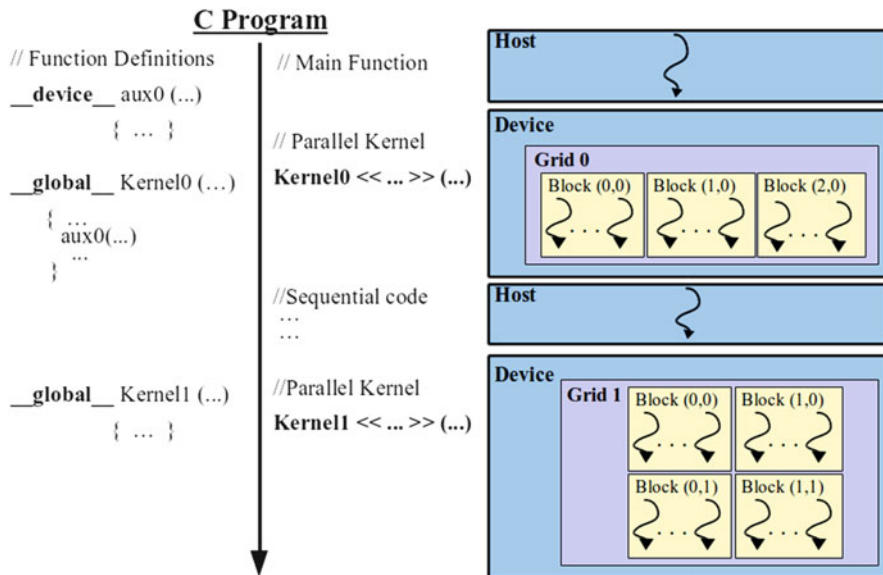 C Program
// Function Definitions
__device__ aux0 (...)
{ ... }
__global__ Kernel0 (...)
{ ...
aux0(...)
...
}
__global__ Kernel1 (...)
{ ... }
// Main Function
// Parallel Kernel
Kernel0 << ... >> (...)
//Sequential code
...
...
//Parallel Kernel
Kernel1 << ... >> (...)
Host
Device
Grid 0
Block (0,0) Block (1,0) Block (2,0)
... ... ...
Host
Device
Grid 1
Block (0,0) Block (1,0)
... ...
Block (0,1) Block (1,1)
... ...